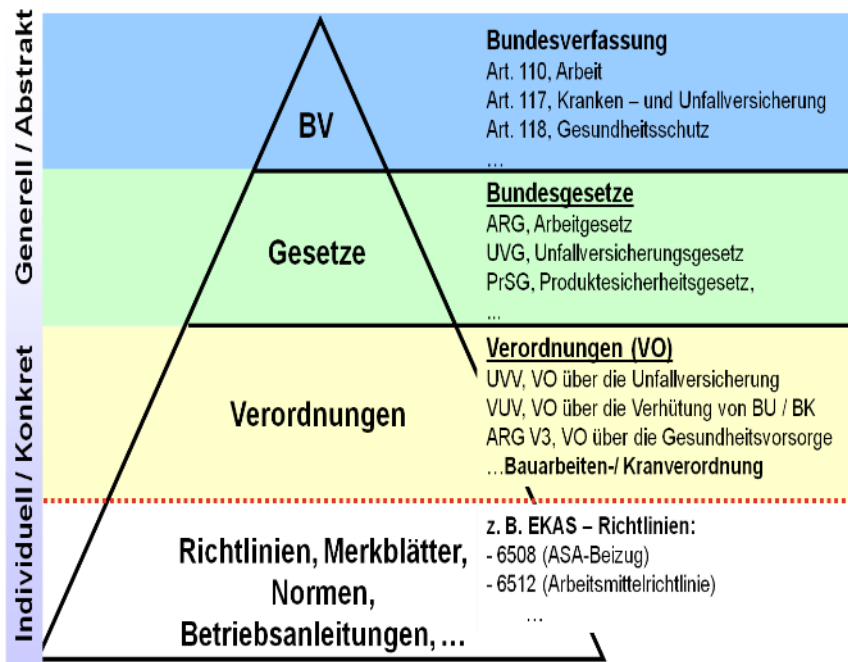 Generell / Abstrakt
Individuell / Konkret
BV
Bundesverfassung
Art. 110, Arbeit
Art. 117, Kranken – und Unfallversicherung
Art. 118, Gesundheitsschutz
…
Gesetze
Bundesgesetze
ARG, Arbeitgesetz
UVG, Unfallversicherungsgesetz
PrSG, Produktesicherheitsgesetz,
...
Verordnungen
Verordnungen (VO)
UVV, VO über die Unfallversicherung
VUV, VO über die Verhütung von BU / BK
ARG V3, VO über die Gesundheitsvorsorge
…Bauarbeiten-/ Kranverordnung
Richtlinien, Merkblätter,
Normen,
Betriebsanleitungen, …
z. B. EKAS – Richtlinien:
- 6508 (ASA-Beizug)
- 6512 (Arbeitsmittelrichtlinie)
…